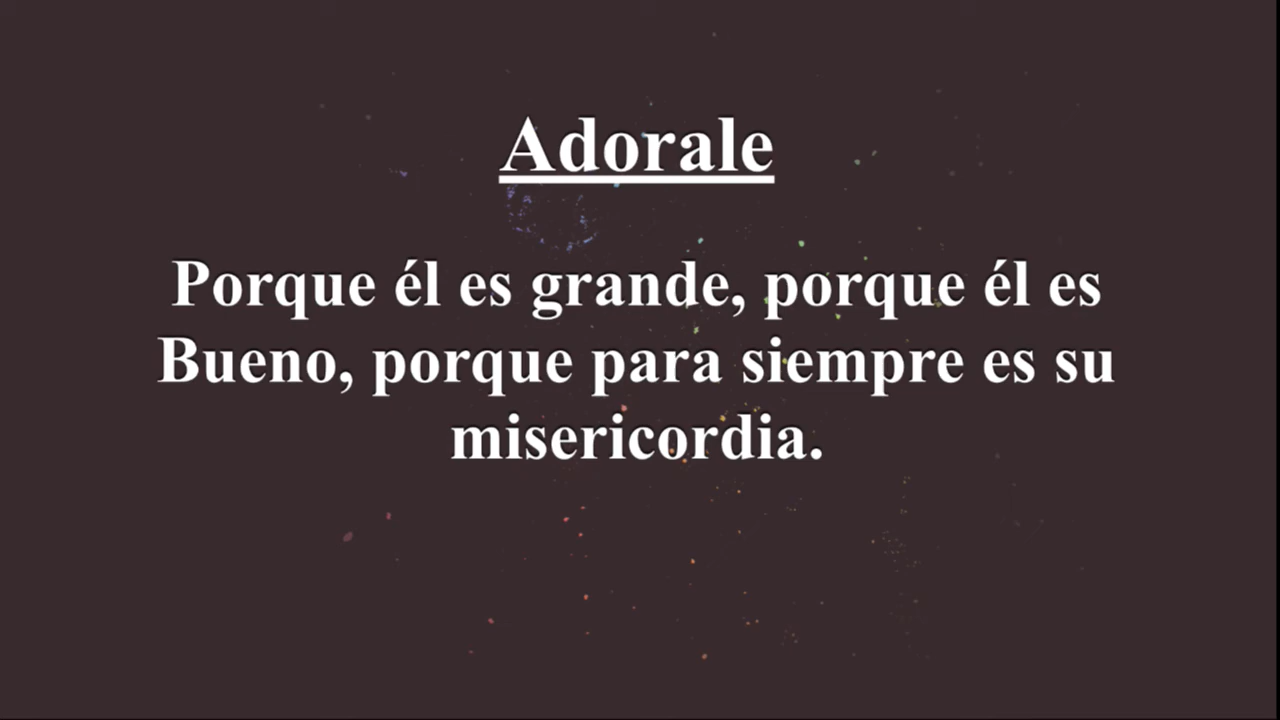 Adorale
Porque él es grande, porque él es
Bueno, porque para siempre es su
misericordia.